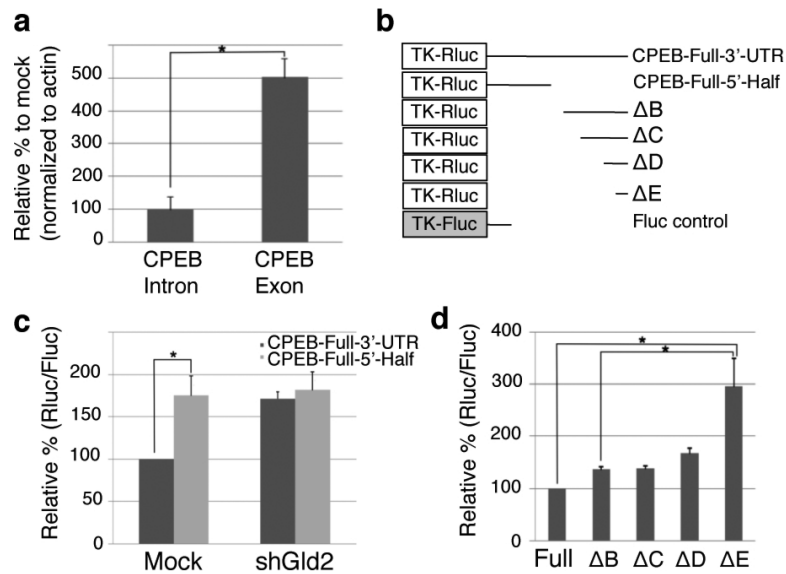 a
Relative % to mock
(normalized to actin)
500
400
300
200
100
0
*
CPEB
Intron
CPEB
Exon
b
TK-Rluc CPEB-Full-3’-UTR
TK-Rluc CPEB-Full-5’-Half
TK-Rluc ΔB
TK-Rluc ΔC
TK-Rluc ΔD
TK-Rluc ΔE
TK-Fluc Fluc control
c
Relative % (Rluc/Fluc)
200
150
100
50
0
*
CPEB-Full-3’-UTR
CPEB-Full-5’-Half
Mock shGld2
d
Relative % (Rluc/Fluc)
400
300
200
100
0
*
*
Full ΔB ΔC ΔD ΔE